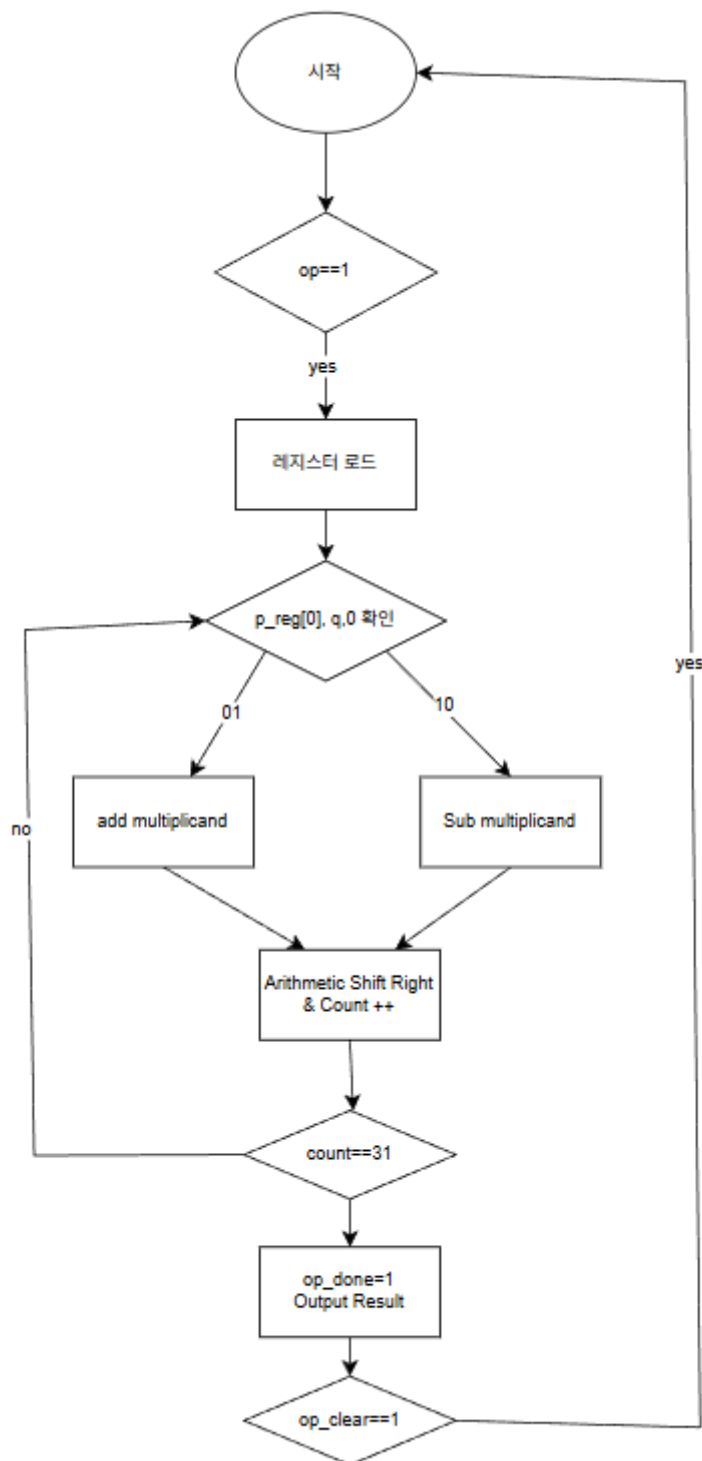 시작
op==1
yes
레지스터 로드
p_reg[0], q,0 확인
01
10
yes
add multiplicand
Sub multiplicand
no
Arithmetic Shift Right
& Count ++
count==31
op_done=1
Output Result
op_clear==1